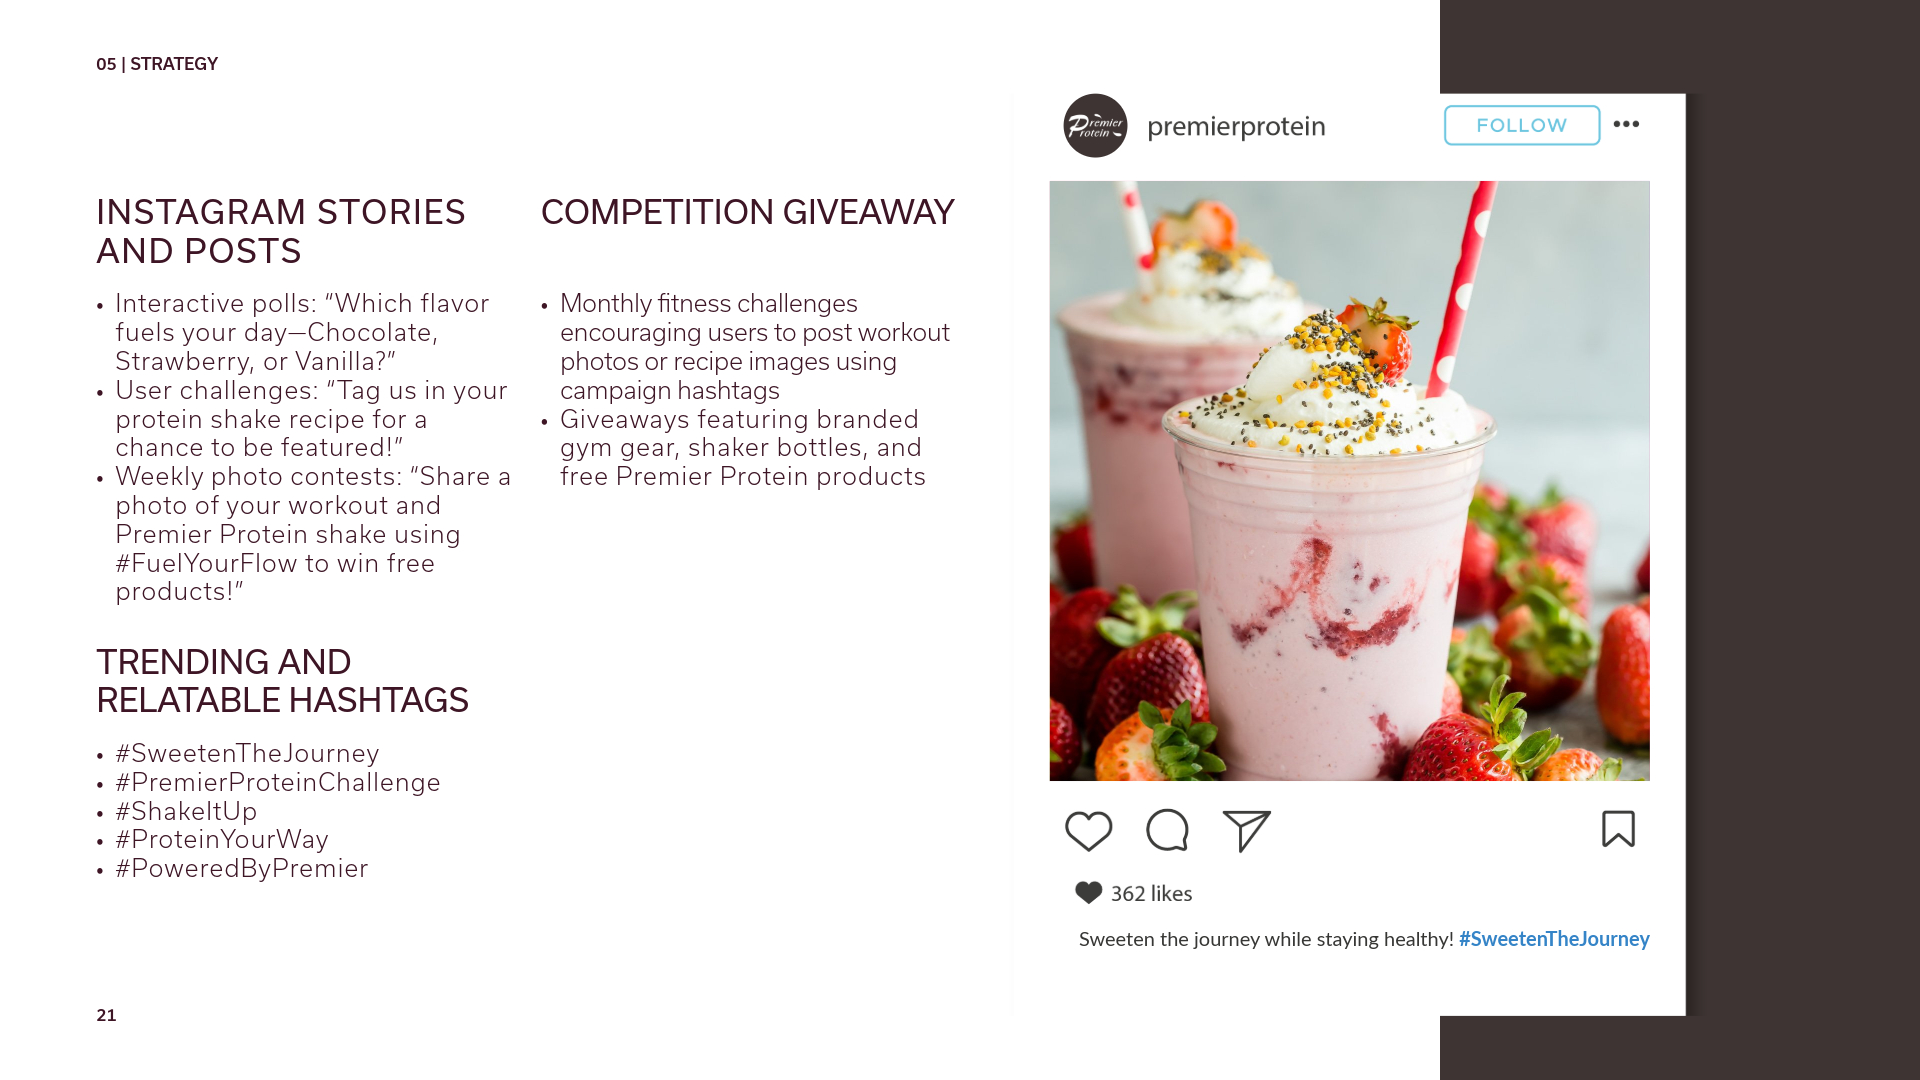 05 | STRATEGY
INSTAGRAM STORIES
AND POSTS
• Interactive polls: “Which flavor
fuels your day—Chocolate,
Strawberry, or Vanilla?”
• User challenges: “Tag us in your
protein shake recipe for a
chance to be featured!”
• Weekly photo contests: “Share a
photo of your workout and
Premier Protein shake using
#FuelYourFlow to win free
products!”
TRENDING AND
RELATABLE HASHTAGS
• #SweetenTheJourney
• #PremierProteinChallenge
• #ShakeItUp
• #ProteinYourWay
• #PoweredByPremier
COMPETITION GIVEAWAY
• Monthly fitness challenges
encouraging users to post workout
photos or recipe images using
campaign hashtags
• Giveaways featuring branded
gym gear, shaker bottles, and
free Premier Protein products
Premier
Protein
premierprotein
FOLLOW
362 likes
Sweeten the journey while staying healthy! #SweetenTheJourney
21